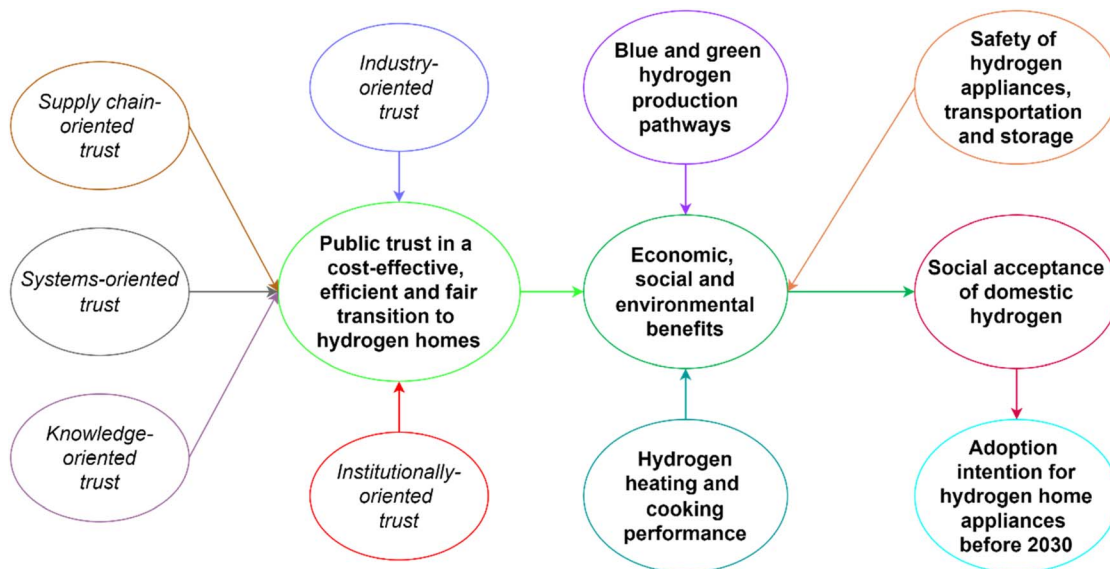 Supply chain-
oriented
trust
Systems-oriented
trust
Knowledge-
oriented
trust
Industry-
oriented
trust
Public trust in a
cost-effective,
efficient and fair
transition to
hydrogen homes
Institutionally-
oriented
trust
Blue and green
hydrogen
production
pathways
Economic,
social and
environmental
benefits
Hydrogen
heating and
cooking
performance
Safety of
hydrogen
appliances,
transportation
and storage
Social acceptance
of domestic
hydrogen
Adoption
intention for
hydrogen home
appliances
before 2030